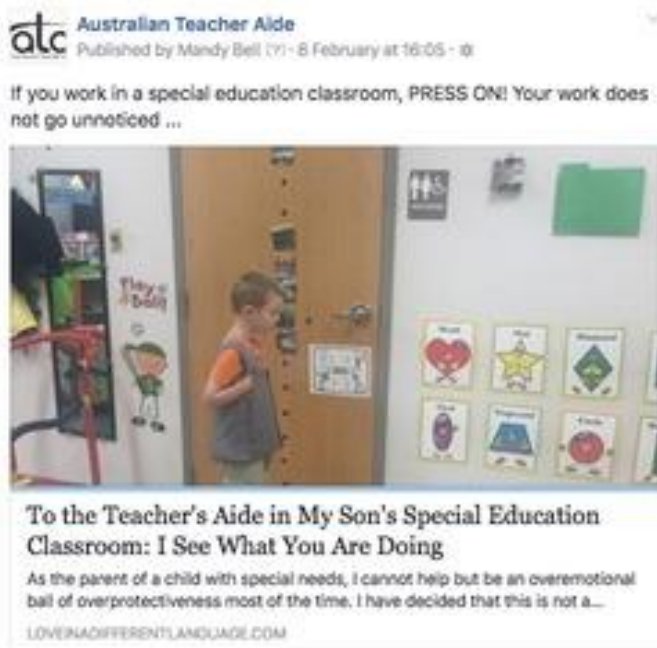 atc Australian Teacher Aide
Published by Mandy Bell [?] · 8 February at 16:05 ·
If you work in a special education classroom, PRESS ON! Your work does
not go unnoticed ...
Play
Ball!
To the Teacher's Aide in My Son's Special Education
Classroom: I See What You Are Doing
As the parent of a child with special needs, I cannot help but be an overemotional
ball of overprotectiveness most of the time. I have decided that this is not a...
LOVEINADIFFERENTLANGUAGE.COM